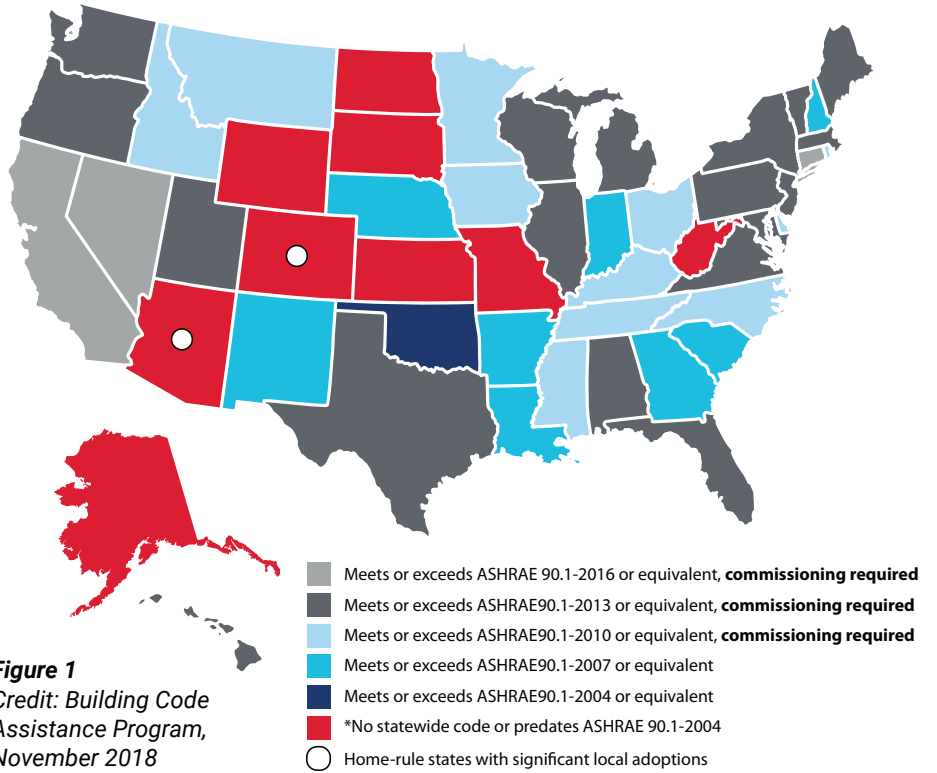 Meets or exceeds ASHRAE 90.1-2016 or equivalent, commissioning required
Meets or exceeds ASHRAE90.1-2013 or equivalent, commissioning required
Meets or exceeds ASHRAE90.1-2010 or equivalent, commissioning required
Meets or exceeds ASHRAE90.1-2007 or equivalent
Meets or exceeds ASHRAE90.1-2004 or equivalent
*No statewide code or predates ASHRAE 90.1-2004
Home-rule states with significant local adoptions
igure 1
Credit: Building Code
Assistance Program,
November 2018